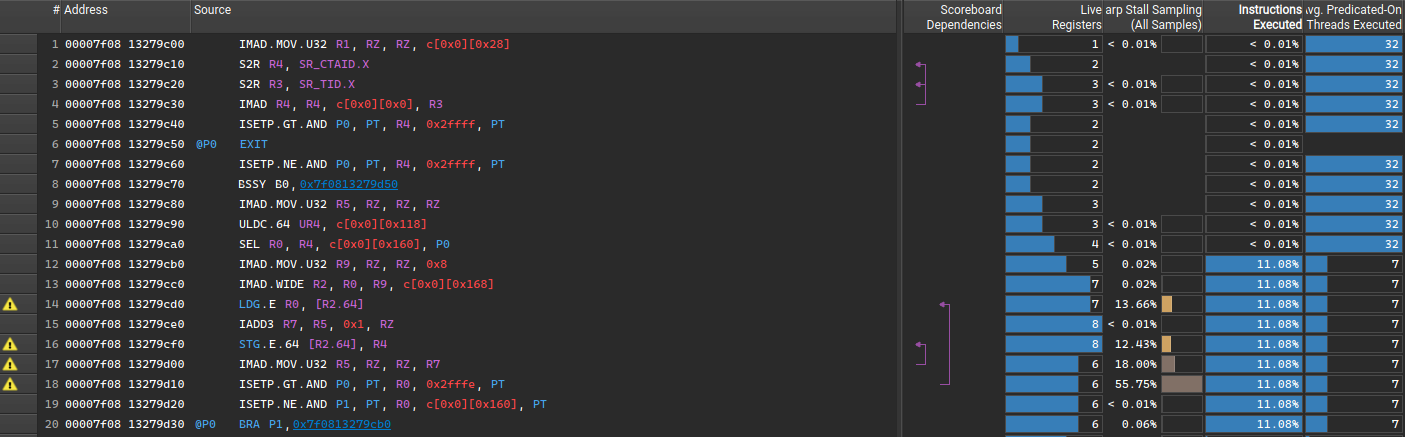 # Address Source Scoreboard Dependencies Live Registers arp Stall Sampling (All Samples) Instructions Executed Avg. Predicated-On Threads Executed
1 00007f08 13279c00 IMAD.MOV.U32 R1, RZ, RZ, c[0x0][0x28] 1 < 0.01% < 0.01% 32
2 00007f08 13279c10 S2R R4, SR_CTAID.X 2 < 0.01% 32
3 00007f08 13279c20 S2R R3, SR_TID.X 3 < 0.01% < 0.01% 32
4 00007f08 13279c30 IMAD R4, R4, c[0x0][0x0], R3 3 < 0.01% < 0.01% 32
5 00007f08 13279c40 ISETP.GT.AND P0, PT, R4, 0x2ffff, PT 2 < 0.01% 32
6 00007f08 13279c50 @P0 EXIT 2 < 0.01%
7 00007f08 13279c60 ISETP.NE.AND P0, PT, R4, 0x2ffff, PT 2 < 0.01% 32
8 00007f08 13279c70 BSSY B0,0x7f0813279d50 2 < 0.01% 32
9 00007f08 13279c80 IMAD.MOV.U32 R5, RZ, RZ, RZ 3 < 0.01% 32
10 00007f08 13279c90 ULDC.64 UR4, c[0x0][0x118] 3 < 0.01% < 0.01% 32
11 00007f08 13279ca0 SEL R0, R4, c[0x0][0x160], P0 4 < 0.01% < 0.01% 32
12 00007f08 13279cb0 IMAD.MOV.U32 R9, RZ, RZ, 0x8 5 0.02% 11.08% 7
13 00007f08 13279cc0 IMAD.WIDE R2, R0, R9, c[0x0][0x168] 7 0.02% 11.08% 7
14 00007f08 13279cd0 LDG.E R0, [R2.64] 7 13.66% 11.08% 7
15 00007f08 13279ce0 IADD3 R7, R5, 0x1, RZ 8 < 0.01% 11.08% 7
16 00007f08 13279cf0 STG.E.64 [R2.64], R4 8 12.43% 11.08% 7
17 00007f08 13279d00 IMAD.MOV.U32 R5, RZ, RZ, R7 6 18.00% 11.08% 7
18 00007f08 13279d10 ISETP.GT.AND P0, PT, R0, 0x2fffe, PT 6 55.75% 11.08% 7
19 00007f08 13279d20 ISETP.NE.AND P1, PT, R0, c[0x0][0x160], PT 6 < 0.01% 11.08% 7
20 00007f08 13279d30 @P0 BRA P1,0x7f0813279cb0 6 0.06% 11.08% 7